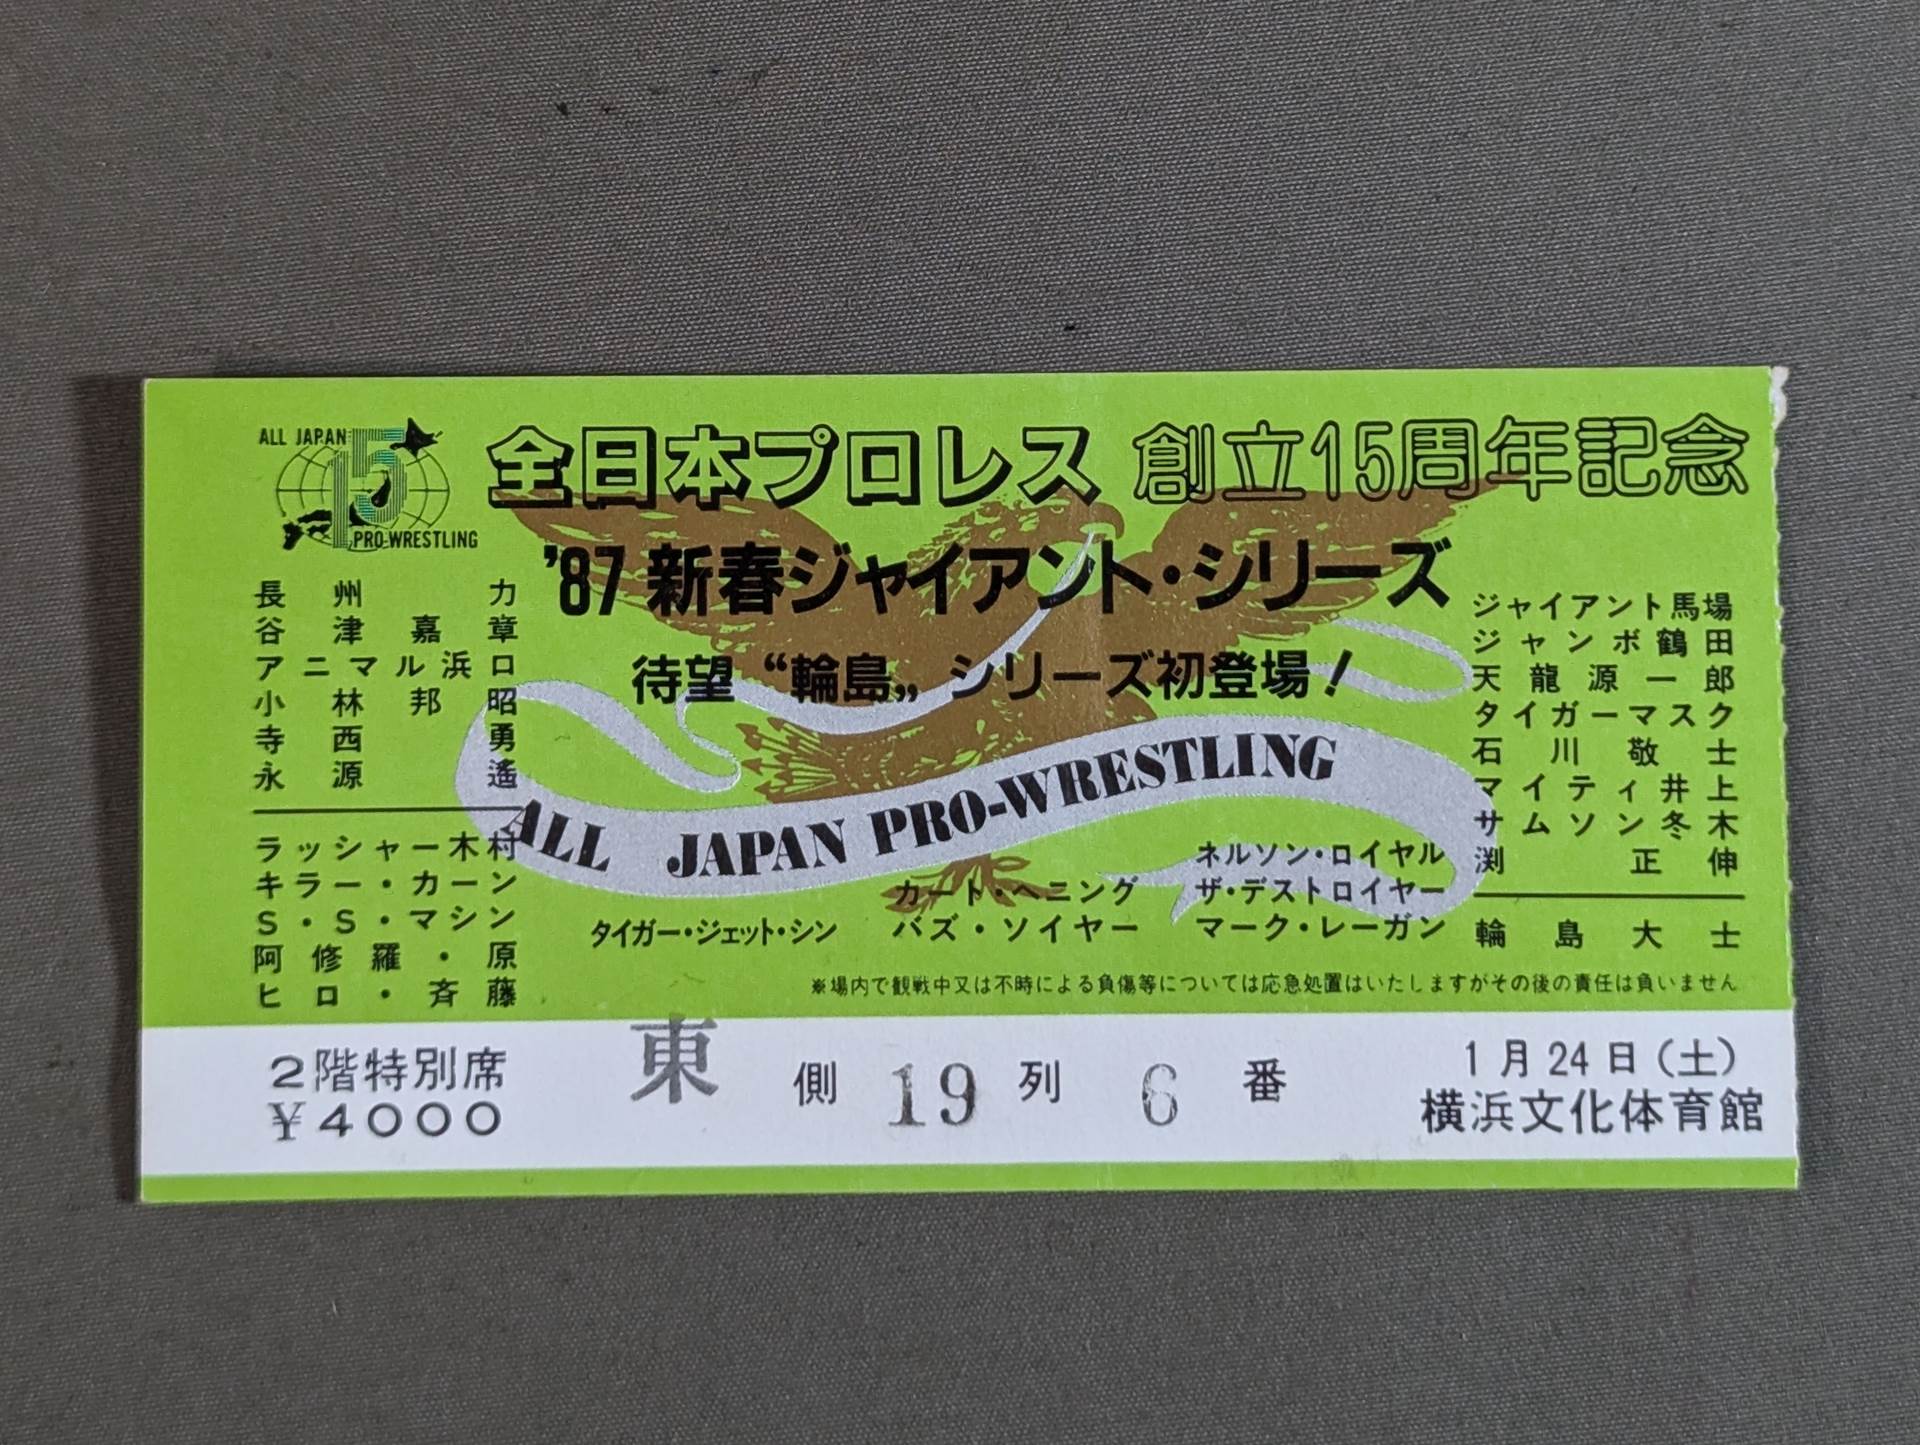 ALL JAPAN
15
PRO-WRESTLING
全日本プロレス 創立15周年記念
'87 新春ジャイアント・シリーズ
待望 “輪島„ シリーズ初登場!
長州力
谷津嘉章
アニマル浜口
小林邦昭
寺西勇
永源遙
ラッシャー木村
キラー・カーン
S・S・マシン
阿修羅・原
ヒロ・斉藤
ALL JAPAN PRO-WRESTLING
タイガー・ジェット・シン
カート・ヘニング
バズ・ソイヤー
ネルソン・ロイヤル
ザ・デストロイヤー
マーク・レーガン
ジャイアント馬場
ジャンボ鶴田
天龍源一郎
タイガーマスク
石川敬士
マイティ井上
サムソン冬木
渕正伸
輪島大士
※場内で観戦中又は不時による負傷等については応急処置はいたしますがその後の責任は負いません
2階特別席
¥4000
東側 19列 6番
1月24日(土)
横浜文化体育館